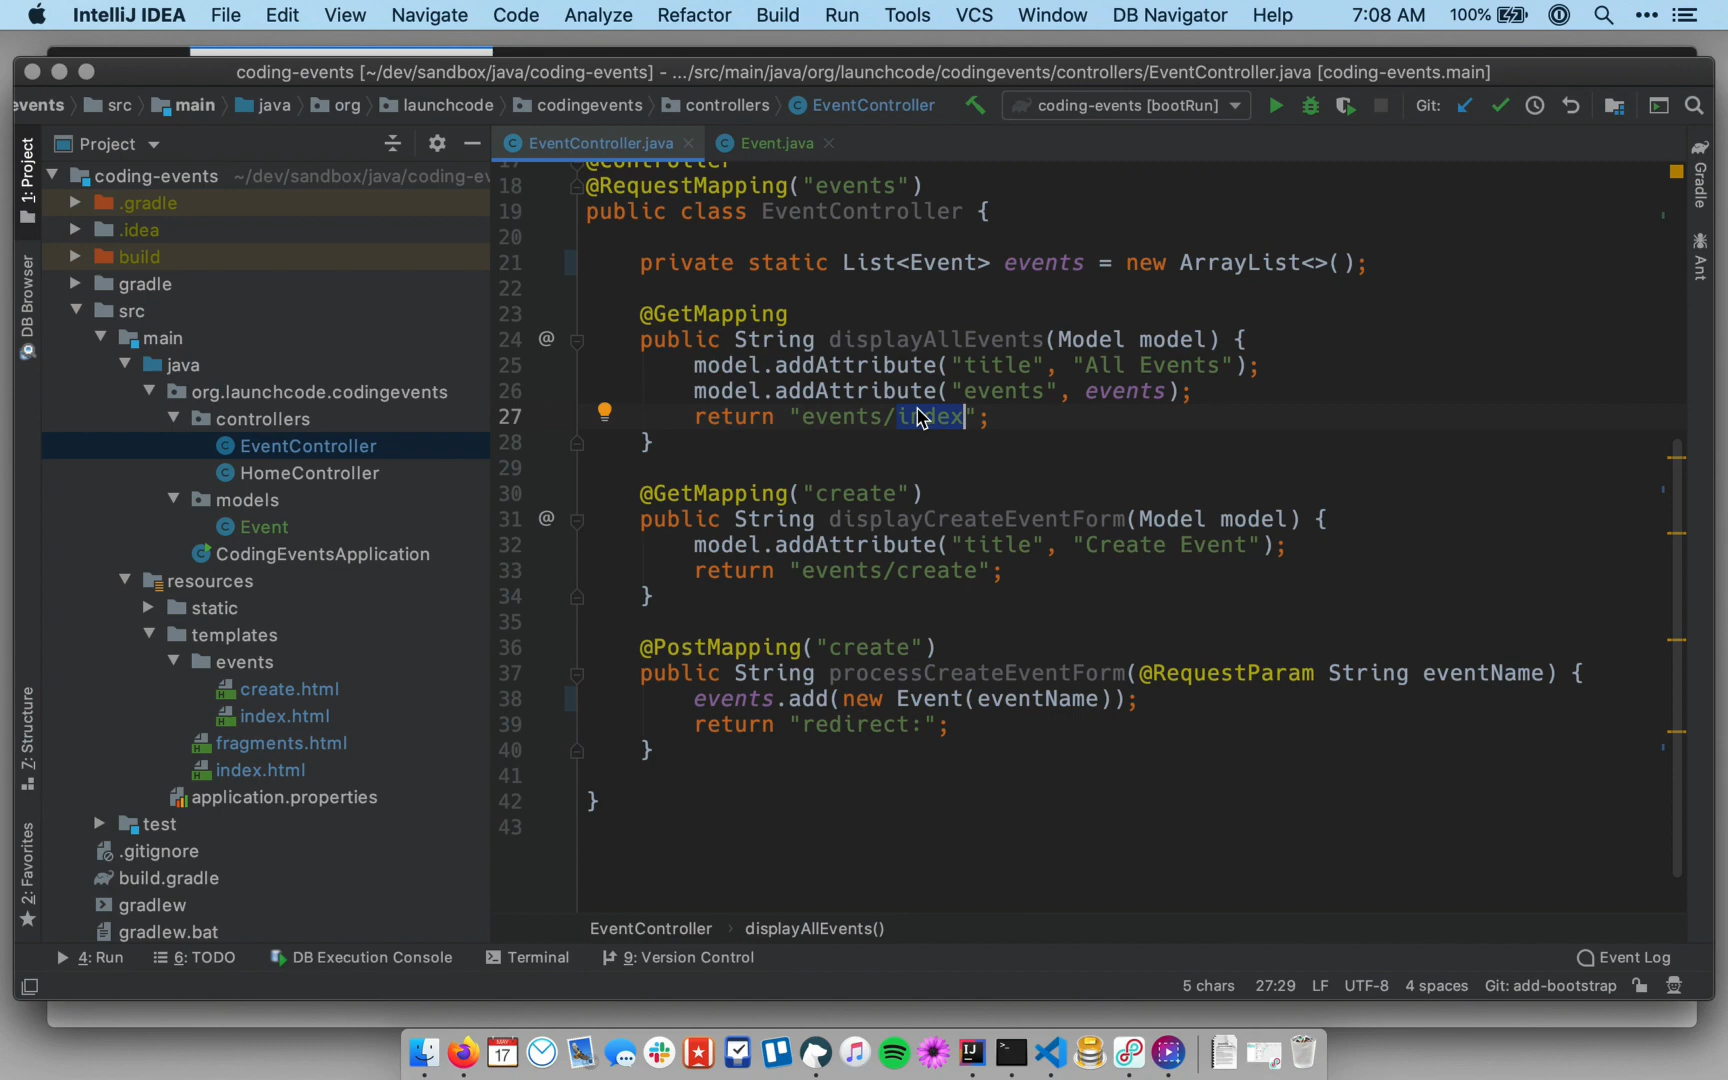 IntelliJ IDEA File Edit View Navigate Code Analyze Refactor Build Run Tools VCS Window DB Navigator Help 7:08 AM 100%
coding-events [~/dev/sandbox/java/coding-events] – .../src/main/java/org/launchcode/codingevents/controllers/EventController.java [coding-events.main]
events src main java org launchcode codingevents controllers EventController coding-events [bootRun] Git:
Project
EventController.java
Event.java
1: Project
DB Browser
Z: Structure
2: Favorites
coding-events ~/dev/sandbox/java/coding-ev
.gradle
.idea
build
gradle
src
main
java
org.launchcode.codingevents
controllers
EventController
HomeController
models
Event
CodingEventsApplication
resources
static
templates
events
create.html
index.html
fragments.html
index.html
application.properties
test
.gitignore
build.gradle
gradlew
gradlew.bat
17 @Controller
18 @RequestMapping("events")
19 public class EventController {
20
21 private static List<Event> events = new ArrayList<>();
22
23 @GetMapping
24 public String displayAllEvents(Model model) {
25 model.addAttribute("title", "All Events");
26 model.addAttribute("events", events);
27 return "events/index";
28 }
29
30 @GetMapping("create")
31 public String displayCreateEventForm(Model model) {
32 model.addAttribute("title", "Create Event");
33 return "events/create";
34 }
35
36 @PostMapping("create")
37 public String processCreateEventForm(@RequestParam String eventName) {
38 events.add(new Event(eventName));
39 return "redirect:";
40 }
41
42 }
43
Gradle
Ant
EventController › displayAllEvents()
4: Run 6: TODO DB Execution Console Terminal 9: Version Control Event Log
5 chars 27:29 LF UTF-8 4 spaces Git: add-bootstrap
MAY
17
IJ